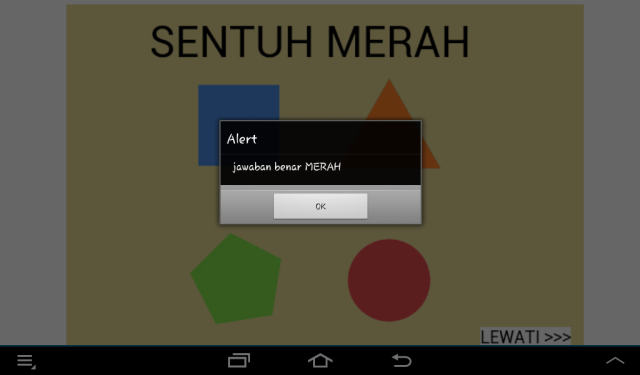 SENTUH MERAH
Alert
jawaban benar MERAH
OK
LEWATI >>>